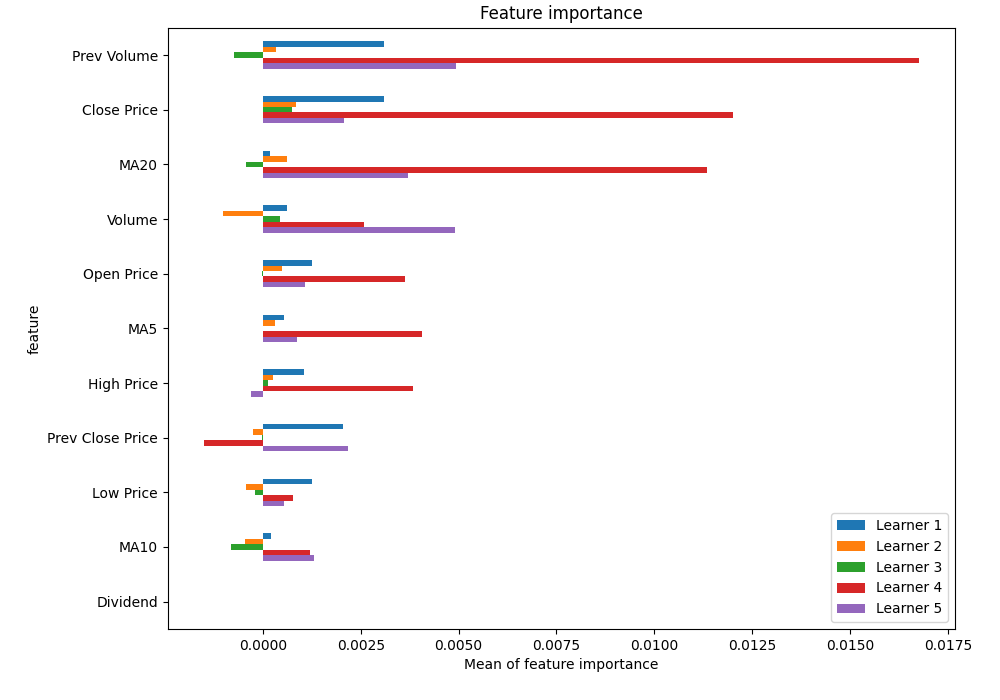 Feature importance
Prev Volume
Close Price
MA20
Volume
Open Price
MA5
High Price
Prev Close Price
Low Price
MA10
Dividend
feature
Learner 1
Learner 2
Learner 3
Learner 4
Learner 5
0.0000 0.0025 0.0050 0.0075 0.0100 0.0125 0.0150 0.0175
Mean of feature importance